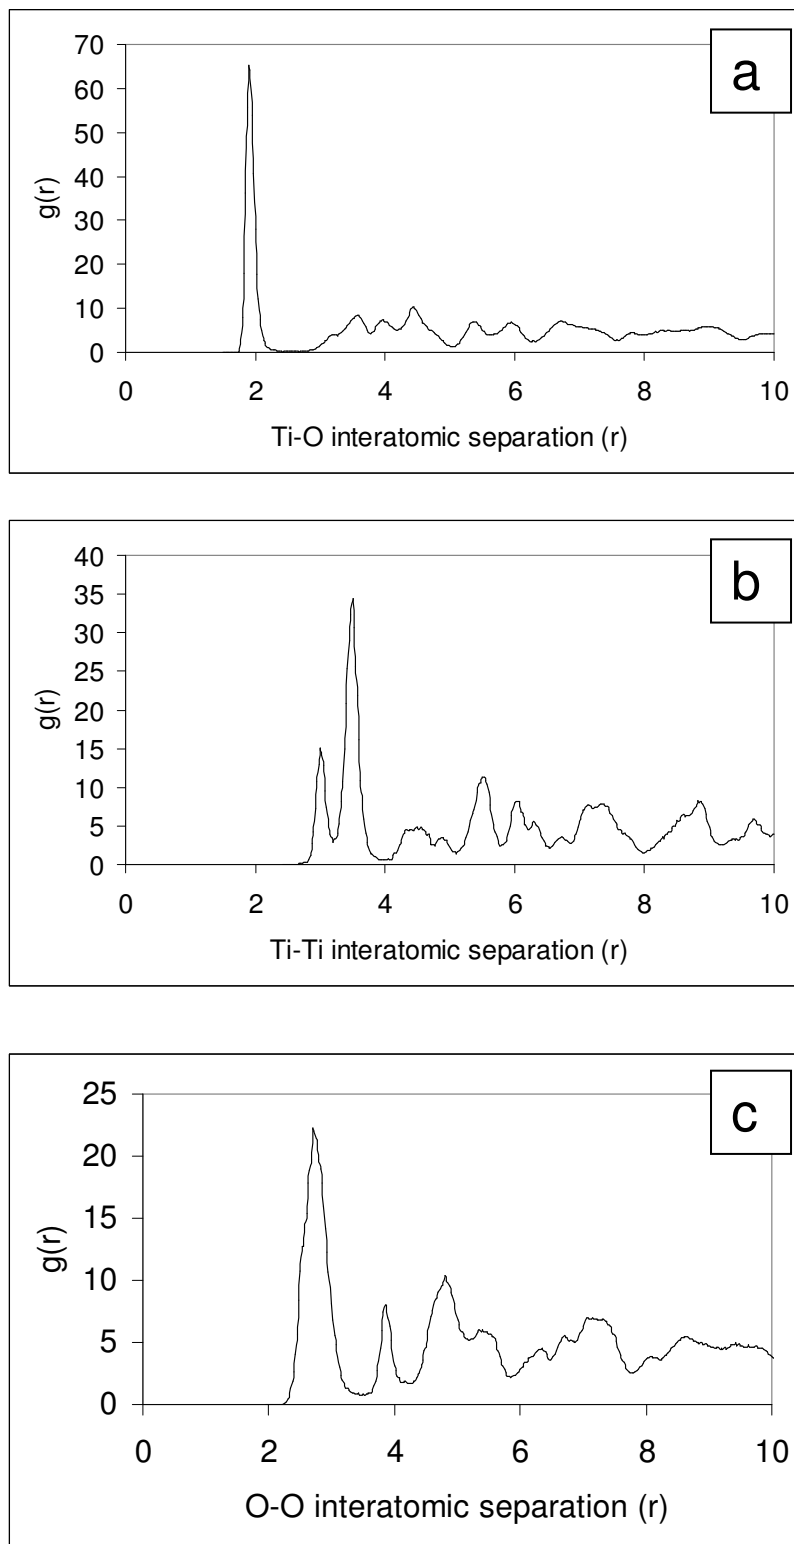 a
70
60
50
40
30
20
10
0
g(r)
0 2 4 6 8 10
Ti-O interatomic separation (r)
b
40
35
30
25
20
15
10
5
0
g(r)
0 2 4 6 8 10
Ti-Ti interatomic separation (r)
c
25
20
15
10
5
0
g(r)
0 2 4 6 8 10
O-O interatomic separation (r)